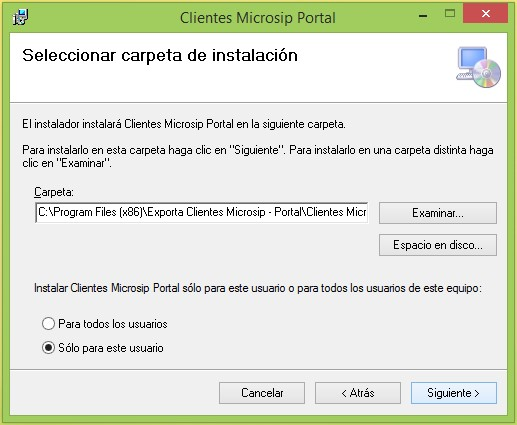 Clientes Microsip Portal
Seleccionar carpeta de instalación
El instalador instalará Clientes Microsip Portal en la siguiente carpeta.
Para instalarlo en esta carpeta haga clic en "Siguiente". Para instalarlo en una carpeta distinta haga
clic en "Examinar".
Carpeta:
C:\Program Files (x86)\Exporta Clientes Microsip - Portal\Clientes Micr
Examinar...
Espacio en disco...
Instalar Clientes Microsip Portal sólo para este usuario o para todos los usuarios de este equipo:
Para todos los usuarios
Sólo para este usuario
Cancelar
< Atrás
Siguiente >